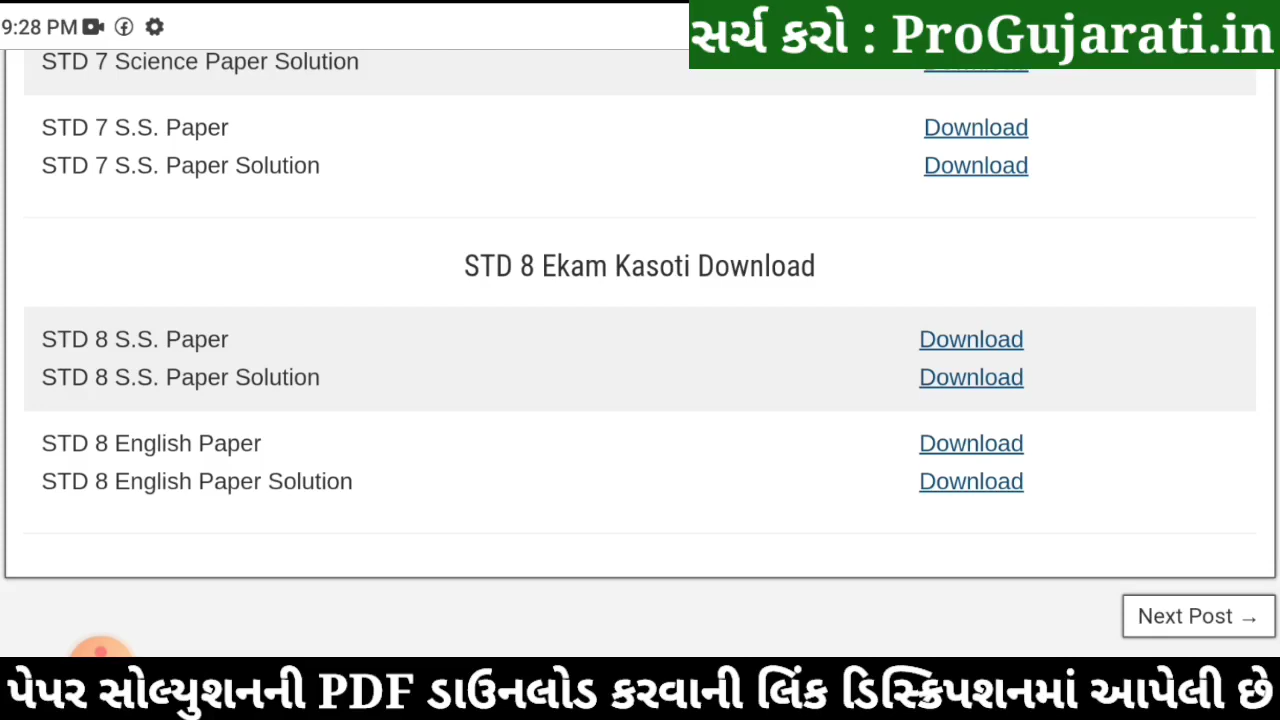 9:28 PM
સર્ચ કરો : ProGujarati.in
STD 7 Science Paper Solution
STD 7 S.S. Paper Download
STD 7 S.S. Paper Solution Download
STD 8 Ekam Kasoti Download
STD 8 S.S. Paper Download
STD 8 S.S. Paper Solution Download
STD 8 English Paper Download
STD 8 English Paper Solution Download
Next Post →
પેપર સોલ્યુશનની PDF ડાઉનલોડ કરવાની લિંક ડિસ્ક્રિપશનમાં આપેલી છે